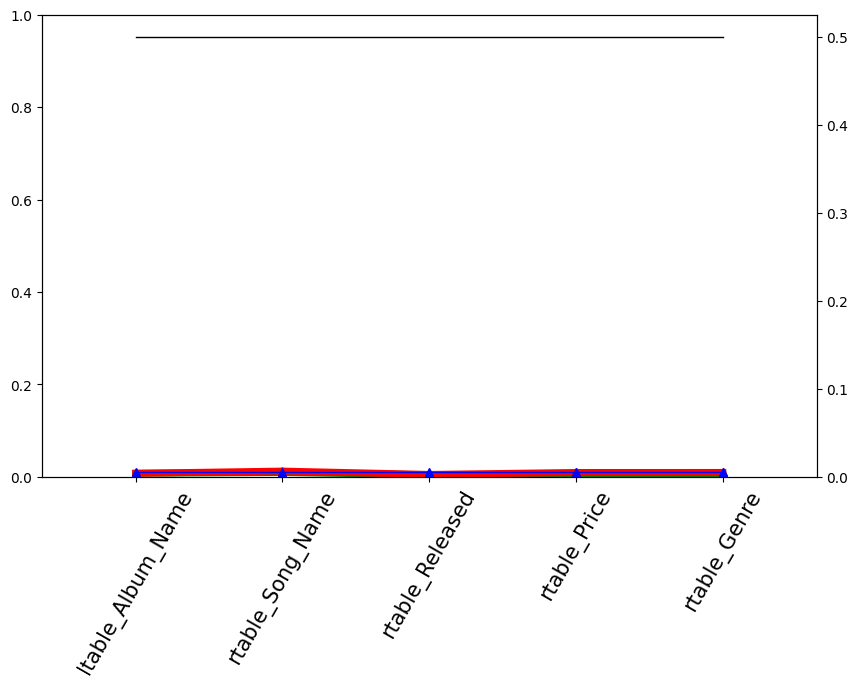 1.0
0.8
0.6
0.4
0.2
0.0
0.5
0.4
0.3
0.2
0.1
0.0
ltable_Album_Name
rtable_Song_Name
rtable_Released
rtable_Price
rtable_Genre